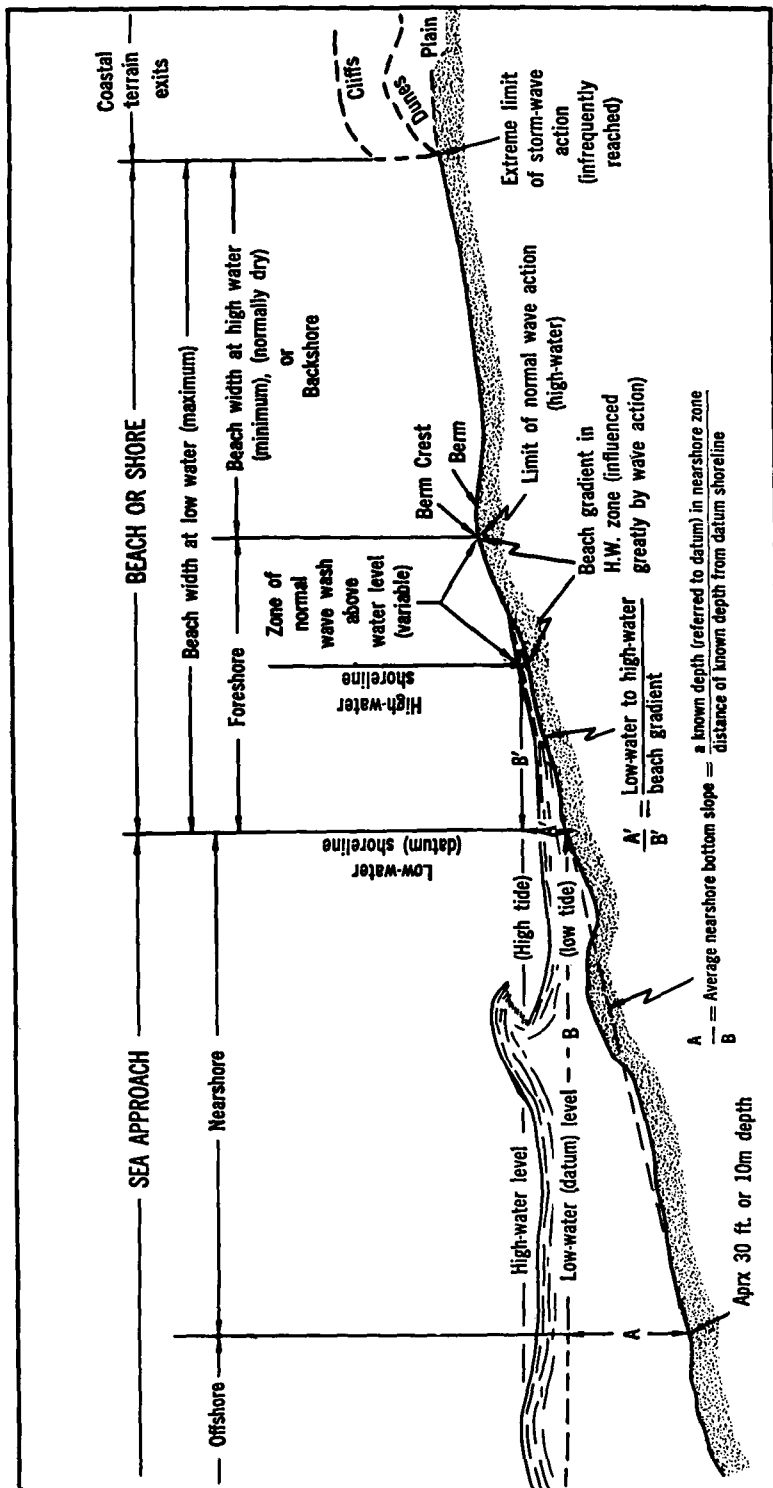 SEA APPROACH
BEACH OR SHORE
Coastal
terrain
exits
Beach width at low water (maximum)
Offshore
Nearshore
Foreshore
Beach width at high water
(minimum), (normally dry)
or
Backshore
Cliffs
Dunes
Plain
Zone of
normal
wave wash
above
water level
(variable)
Low-water
(datum) shoreline
High-water
shoreline
Berm Crest
Berm
High-water level
(High tide)
B'
Low-water (datum) level
B
(low tide)
A
Extreme limit
of storm-wave
action
(infrequently
reached)
Limit of normal wave action
(high-water)
Beach gradient in
H.W. zone (influenced
greatly by wave action)
A' = Low-water to high-water
B' beach gradient
Aprx 30 ft. or 10m depth
A = Average nearshore bottom slope = a known depth (referred to datum) in nearshore zone
B distance of known depth from datum shoreline